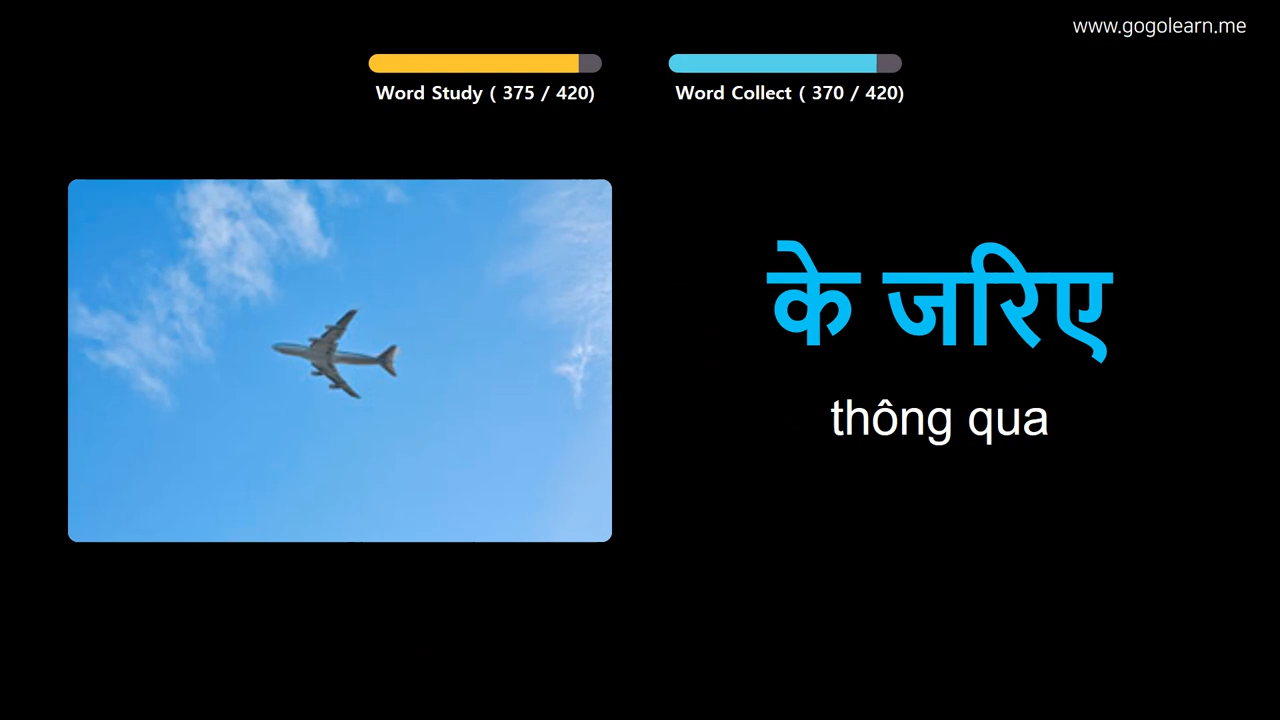 www.gogolearn.me
Word Study ( 375 / 420)
Word Collect ( 370 / 420)
के जरिए
thông qua